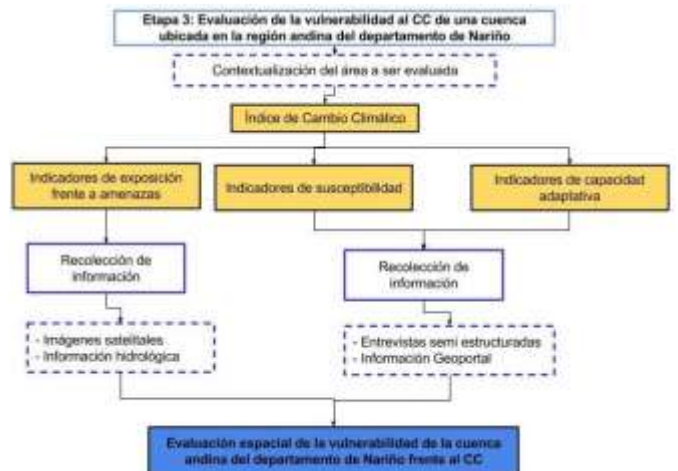 Etapa 3: Evaluación de la vulnerabilidad al CC de una cuenca
ubicada en la región andina del departamento de Nariño
Contextualización del área a ser evaluada
Índice de Cambio Climático
Indicadores de exposición
frente a amenazas
Indicadores de susceptibilidad
Indicadores de capacidad
adaptativa
Recolección de
información
Recolección de
información
- Imágenes satelitales
- Información hidrológica
- Entrevistas semi estructuradas
- Información Geoportal
Evaluación espacial de la vulnerabilidad de la cuenca
andina del departamento de Nariño frente al CC